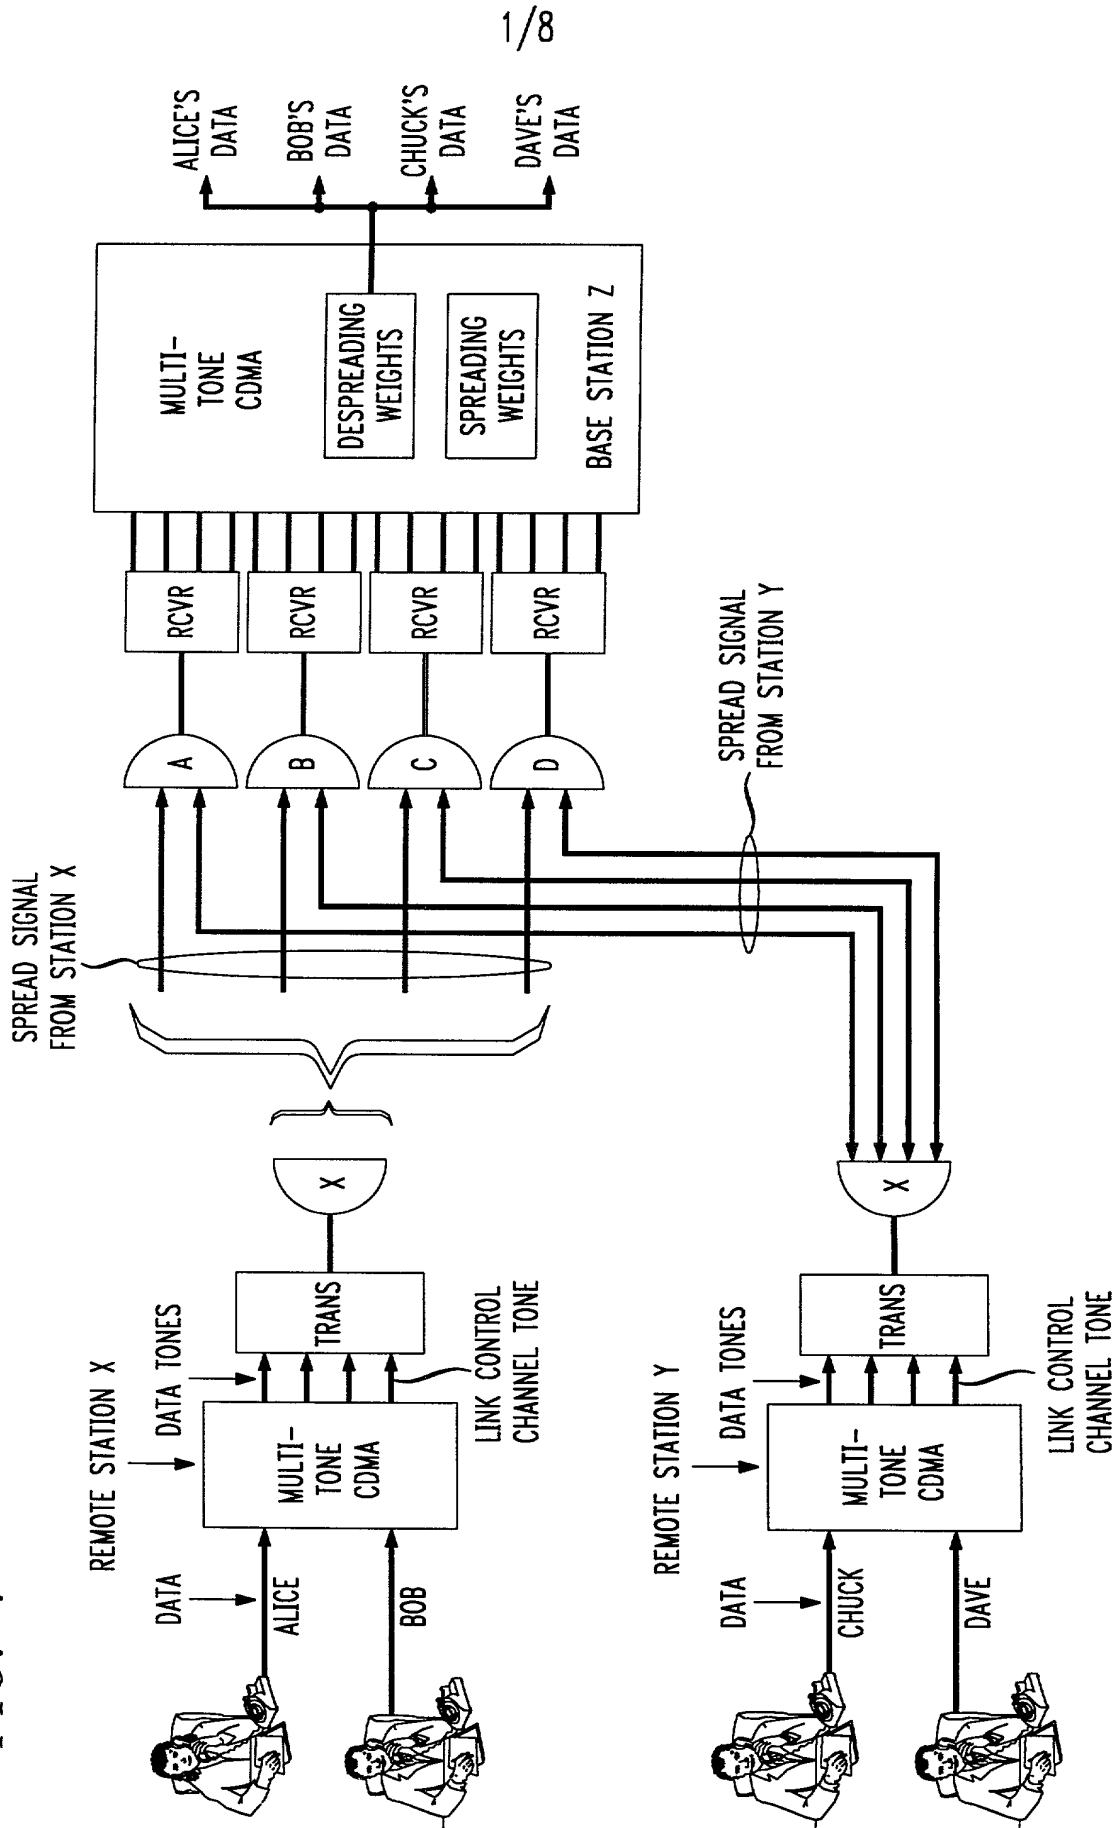 1/8
REMOTE STATION X
DATA
ALICE
BOB
MULTI-
TONE
CDMA
DATA TONES
LINK CONTROL
CHANNEL TONE
TRANS
X
SPREAD SIGNAL
FROM STATION X
A
B
C
D
RCVR
RCVR
RCVR
RCVR
MULTI-
TONE
CDMA
DESPREADING
WEIGHTS
SPREADING
WEIGHTS
BASE STATION Z
ALICE'S
DATA
BOB'S
DATA
CHUCK'S
DATA
DAVE'S
DATA
REMOTE STATION Y
DATA
CHUCK
DAVE
MULTI-
TONE
CDMA
DATA TONES
LINK CONTROL
CHANNEL TONE
TRANS
X
SPREAD SIGNAL
FROM STATION Y